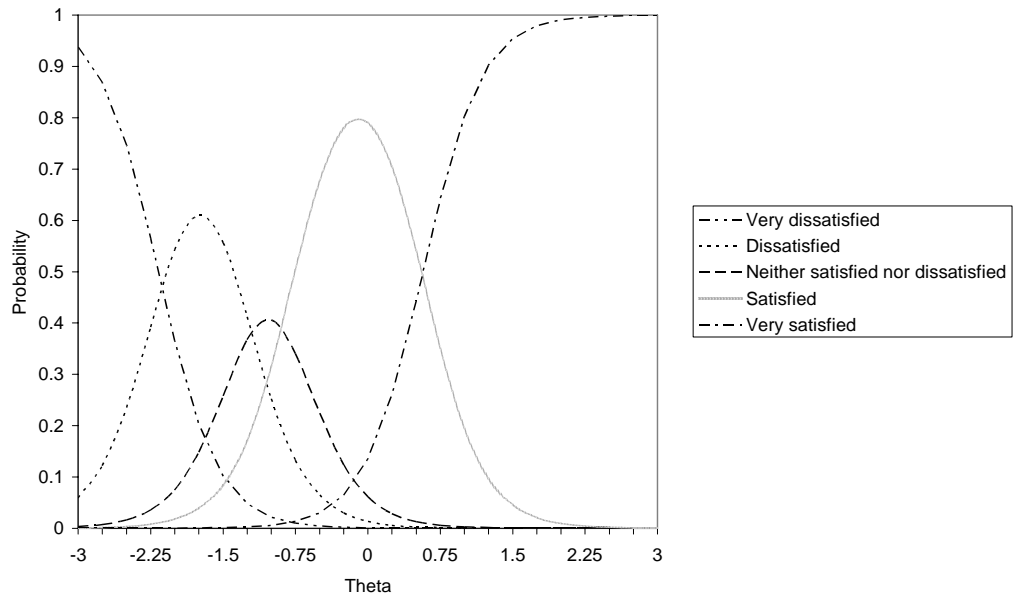 1
0.9
0.8
0.7
0.6
0.5
0.4
0.3
0.2
0.1
0
Probability
-3 -2.25 -1.5 -0.75 0 0.75 1.5 2.25 3
Theta
Very dissatisfied
Dissatisfied
Neither satisfied nor dissatisfied
Satisfied
Very satisfied